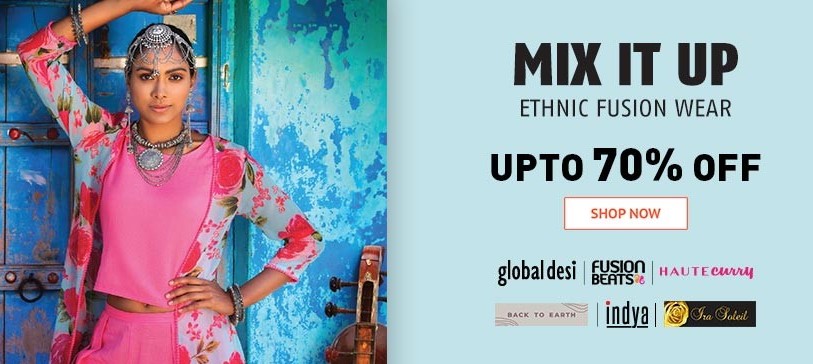 MIX IT UP
ETHNIC FUSION WEAR
UPTO 70% OFF
SHOP NOW
global desi | FUSION BEATS | HAUTE curry
BACK TO EARTH | indya | Ira Soleil